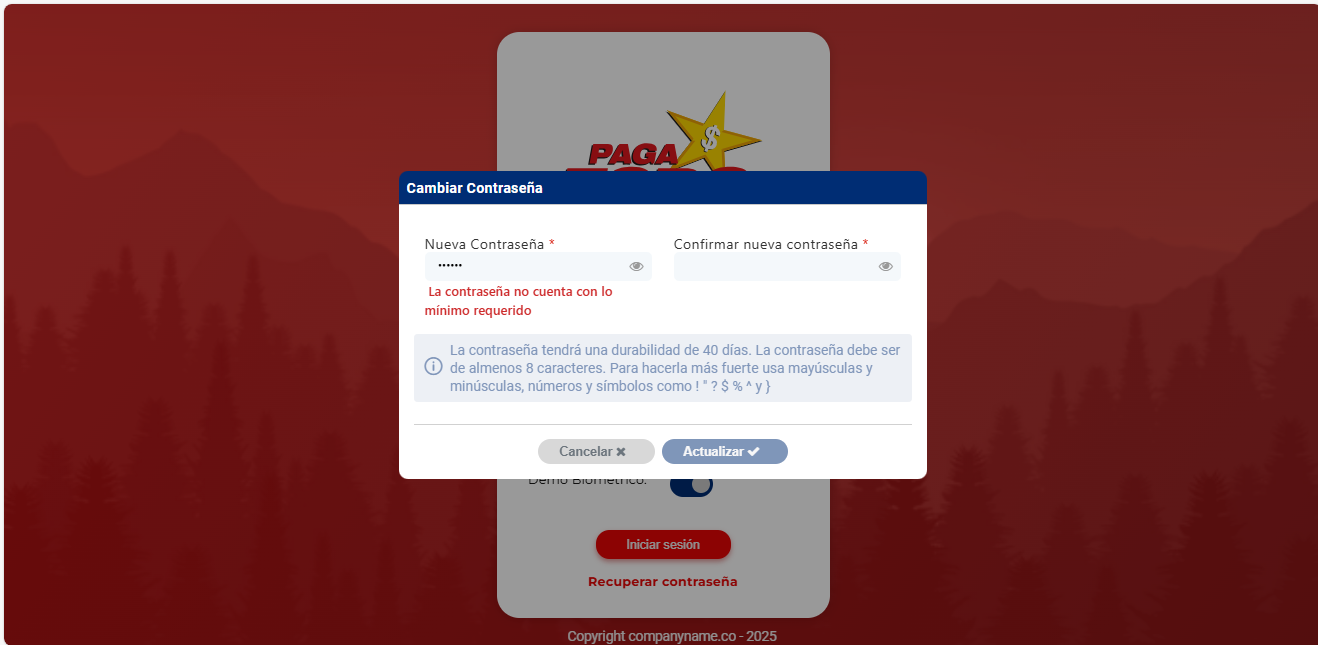 PAGA
Cambiar Contraseña
Nueva Contraseña *
Confirmar nueva contraseña *
••••••
La contraseña no cuenta con lo
mínimo requerido
La contraseña tendrá una durabilidad de 40 días. La contraseña debe ser
de almenos 8 caracteres. Para hacerla más fuerte usa mayúsculas y
minúsculas, números y símbolos como ! " ? $ % ^ y }
Cancelar ✖
Actualizar ✔
Demo Biométrico:
Iniciar sesión
Recuperar contraseña
Copyright companyname.co - 2025